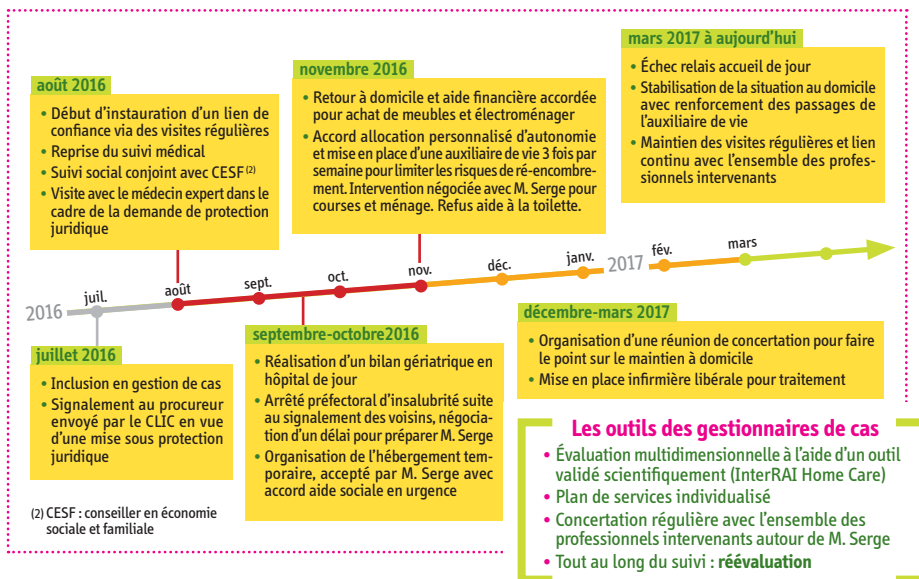 août 2016
• Début d'instauration d'un lien de
confiance via des visites régulières
• Reprise du suivi médical
• Suivi social conjoint avec CESF (2)
• Visite avec le médecin expert dans le
cadre de la demande de protection
juridique
novembre 2016
• Retour à domicile et aide financière accordée
pour achat de meubles et électroménager
• Accord allocation personnalisé d'autonomie
et mise en place d'une auxiliaire de vie 3 fois par
semaine pour limiter les risques de ré-encombre-
ment. Intervention négociée avec M. Serge pour
courses et ménage. Refus aide à la toilette.
mars 2017 à aujourd'hui
• Échec relais accueil de jour
• Stabilisation de la situation au domicile
avec renforcement des passages de
l'auxiliaire de vie
• Maintien des visites régulières et lien
continu avec l'ensemble des profes-
sionnels intervenants
2016 juil. août sept. oct. nov. déc. janv. 2017 fév. mars
juillet 2016
• Inclusion en gestion de cas
• Signalement au procureur
envoyé par le CLIC en vue
d'une mise sous protection
juridique
septembre-octobre2016
• Réalisation d'un bilan gériatrique en
hôpital de jour
• Arrêté préfectoral d'insalubrité suite
au signalement des voisins, négocia-
tion d'un délai pour préparer M. Serge
• Organisation de l'hébergement tem-
poraire, accepté par M. Serge avec
accord aide sociale en urgence
décembre-mars 2017
• Organisation d'une réunion de concertation pour faire
le point sur le maintien à domicile
• Mise en place infirmière libérale pour traitement
(2) CESF : conseiller en économie
sociale et familiale
Les outils des gestionnaires de cas
• Évaluation multidimensionnelle à l'aide d'un outil
validé scientifiquement (InterRAI Home Care)
• Plan de services individualisé
• Concertation régulière avec l'ensemble des
professionnels intervenants autour de M. Serge
• Tout au long du suivi : réévaluation